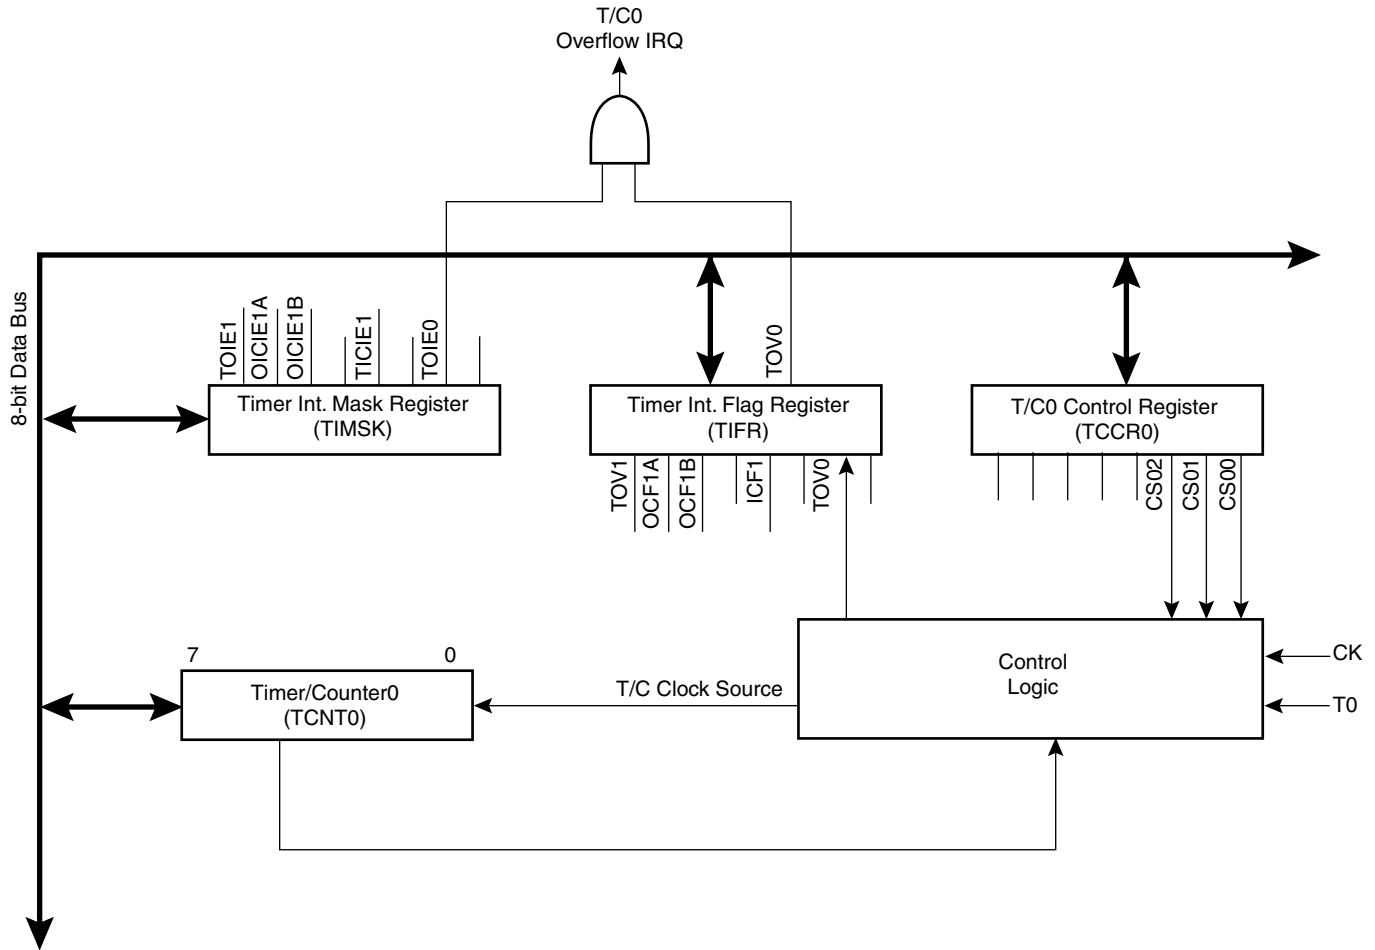 T/C0
Overflow IRQ
8-bit Data Bus
TOIE1
OICIE1A
OICIE1B
TICIE1
TOIE0
TOV0
Timer Int. Mask Register
(TIMSK)
Timer Int. Flag Register
(TIFR)
T/C0 Control Register
(TCCR0)
TOV1
OCF1A
OCF1B
ICF1
TOV0
CS02
CS01
CS00
7
0
Timer/Counter0
(TCNT0)
T/C Clock Source
Control
Logic
CK
T0